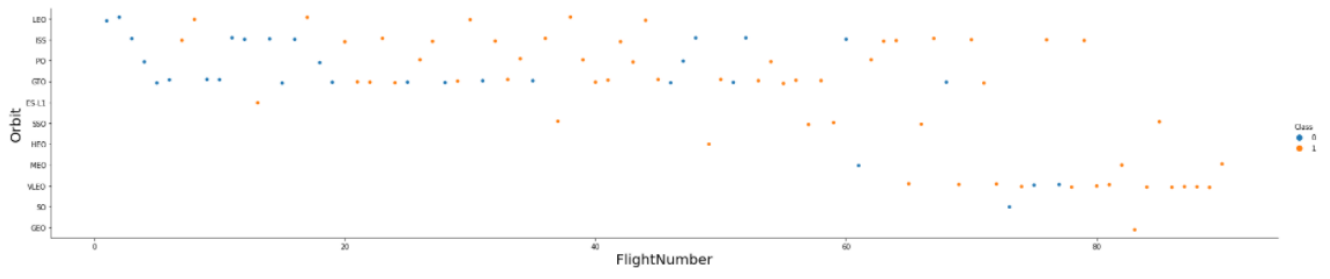 LEO
ISS
PO
GTO
ES-L1
SSO
HEO
MEO
VLEO
SO
GEO
Orbit
0
20
40
60
80
FlightNumber
Class
0
1